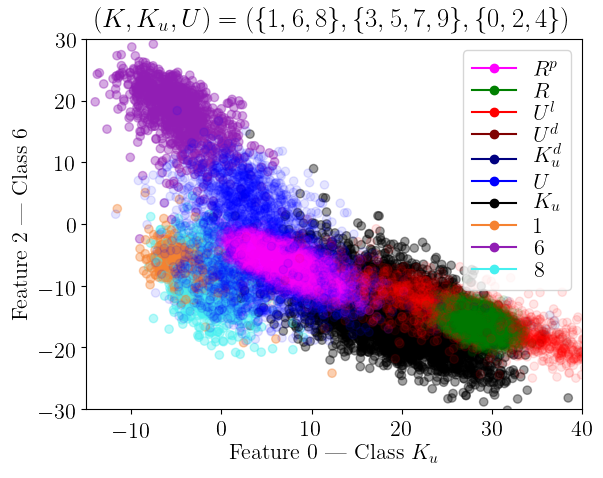 (K, K_u, U) = ({1, 6, 8}, {3, 5, 7, 9}, {0, 2, 4})
30
20
10
0
−10
−20
−30
Feature 2 — Class 6
R^p
R
U^l
U^d
K_u^d
U
K_u
1
6
8
−10 0 10 20 30 40
Feature 0 — Class K_u